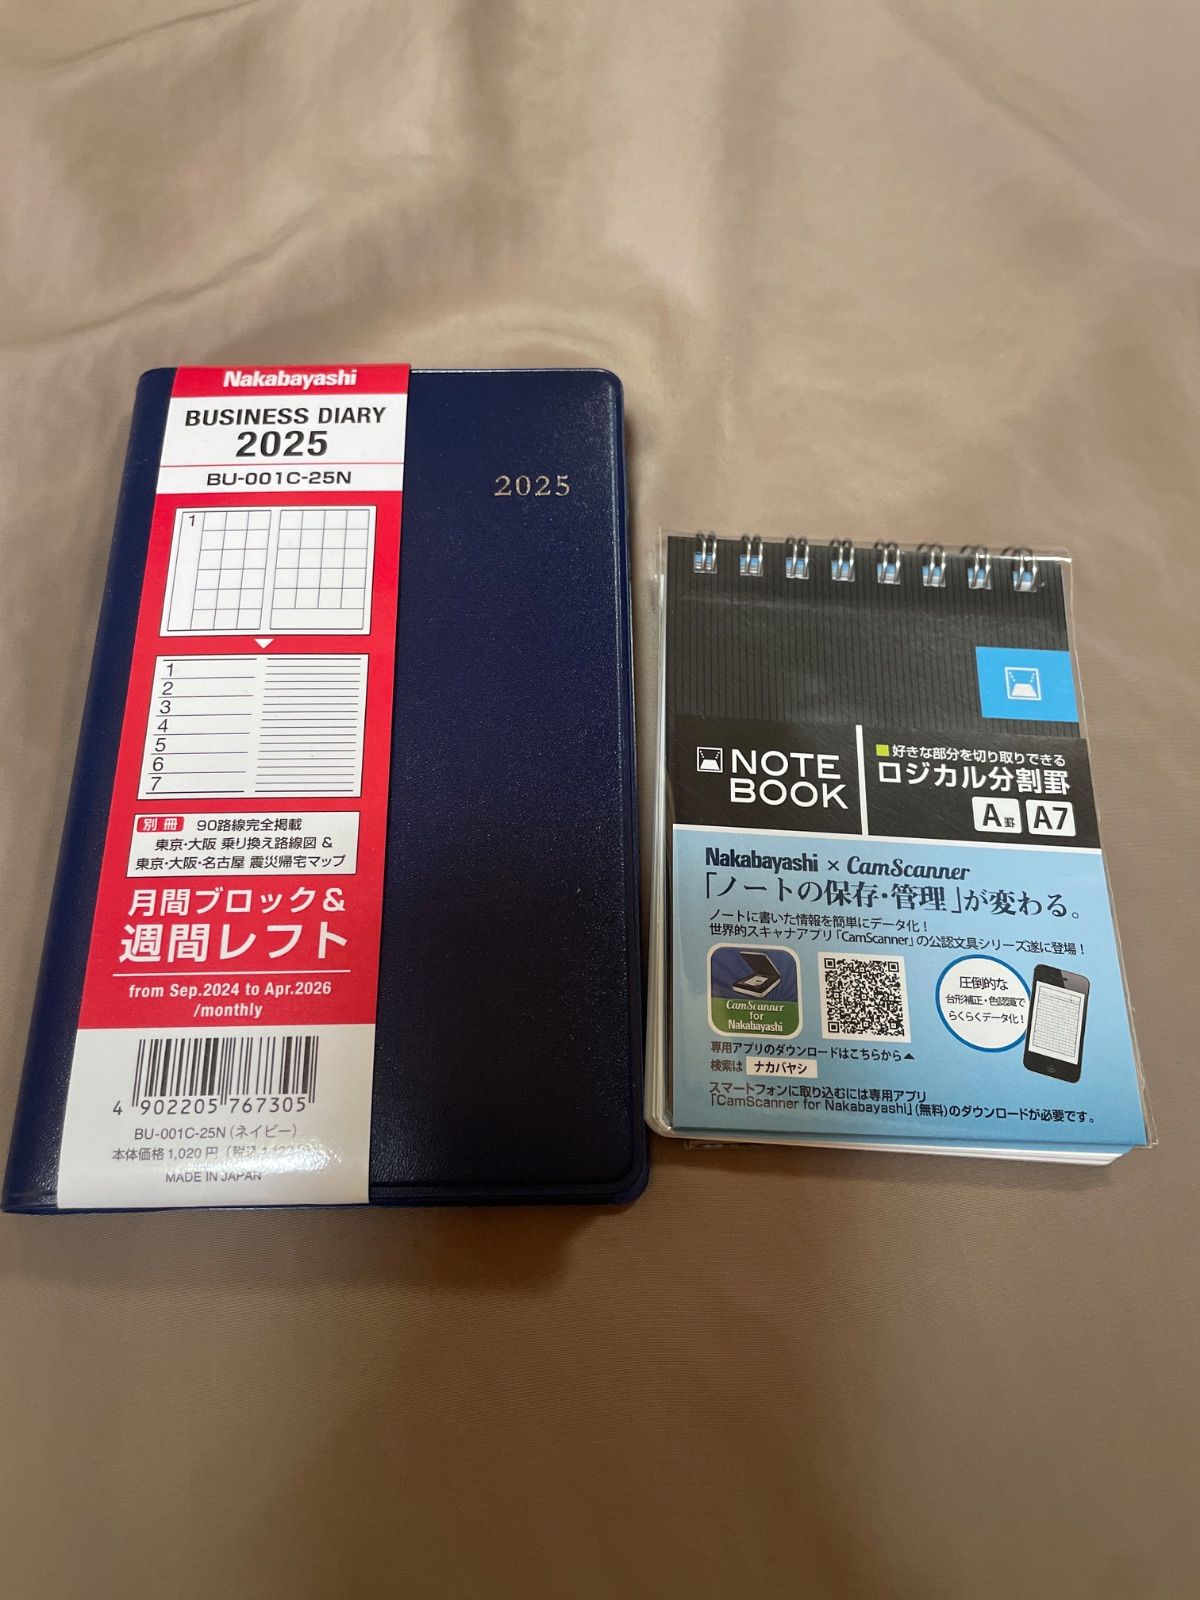 Nakabayashi
BUSINESS DIARY
2025
BU-001C-25N
1
1
2
3
4
5
6
7
別冊 90路線完全掲載
東京・大阪 乗り換え路線図 &
東京・大阪・名古屋 震災帰宅マップ
月間ブロック&
週間レフト
from Sep.2024 to Apr.2026
/monthly
4 902205 767305
BU-001C-25N(ネイビー)
本体価格1,020円(税込
MADE IN JAPAN
2025
NOTE
BOOK
好きな部分を切り取りできる
ロジカル分割罫
A罫 A7
Nakabayashi × CamScanner
「ノートの保存・管理」が変わる。
ノートに書いた情報を簡単にデータ化!
世界的スキャナアプリ「CamScanner」の公認文具シリーズ遂に登場!
CamScanner
for
Nakabayashi
圧倒的な
台形補正・色認識で
らくらくデータ化!
専用アプリのダウンロードはこちらから▲
検索は ナカバヤシ
スマートフォンに取り込むには専用アプリ
「CamScanner for Nakabayashi」(無料)のダウンロードが必要です。